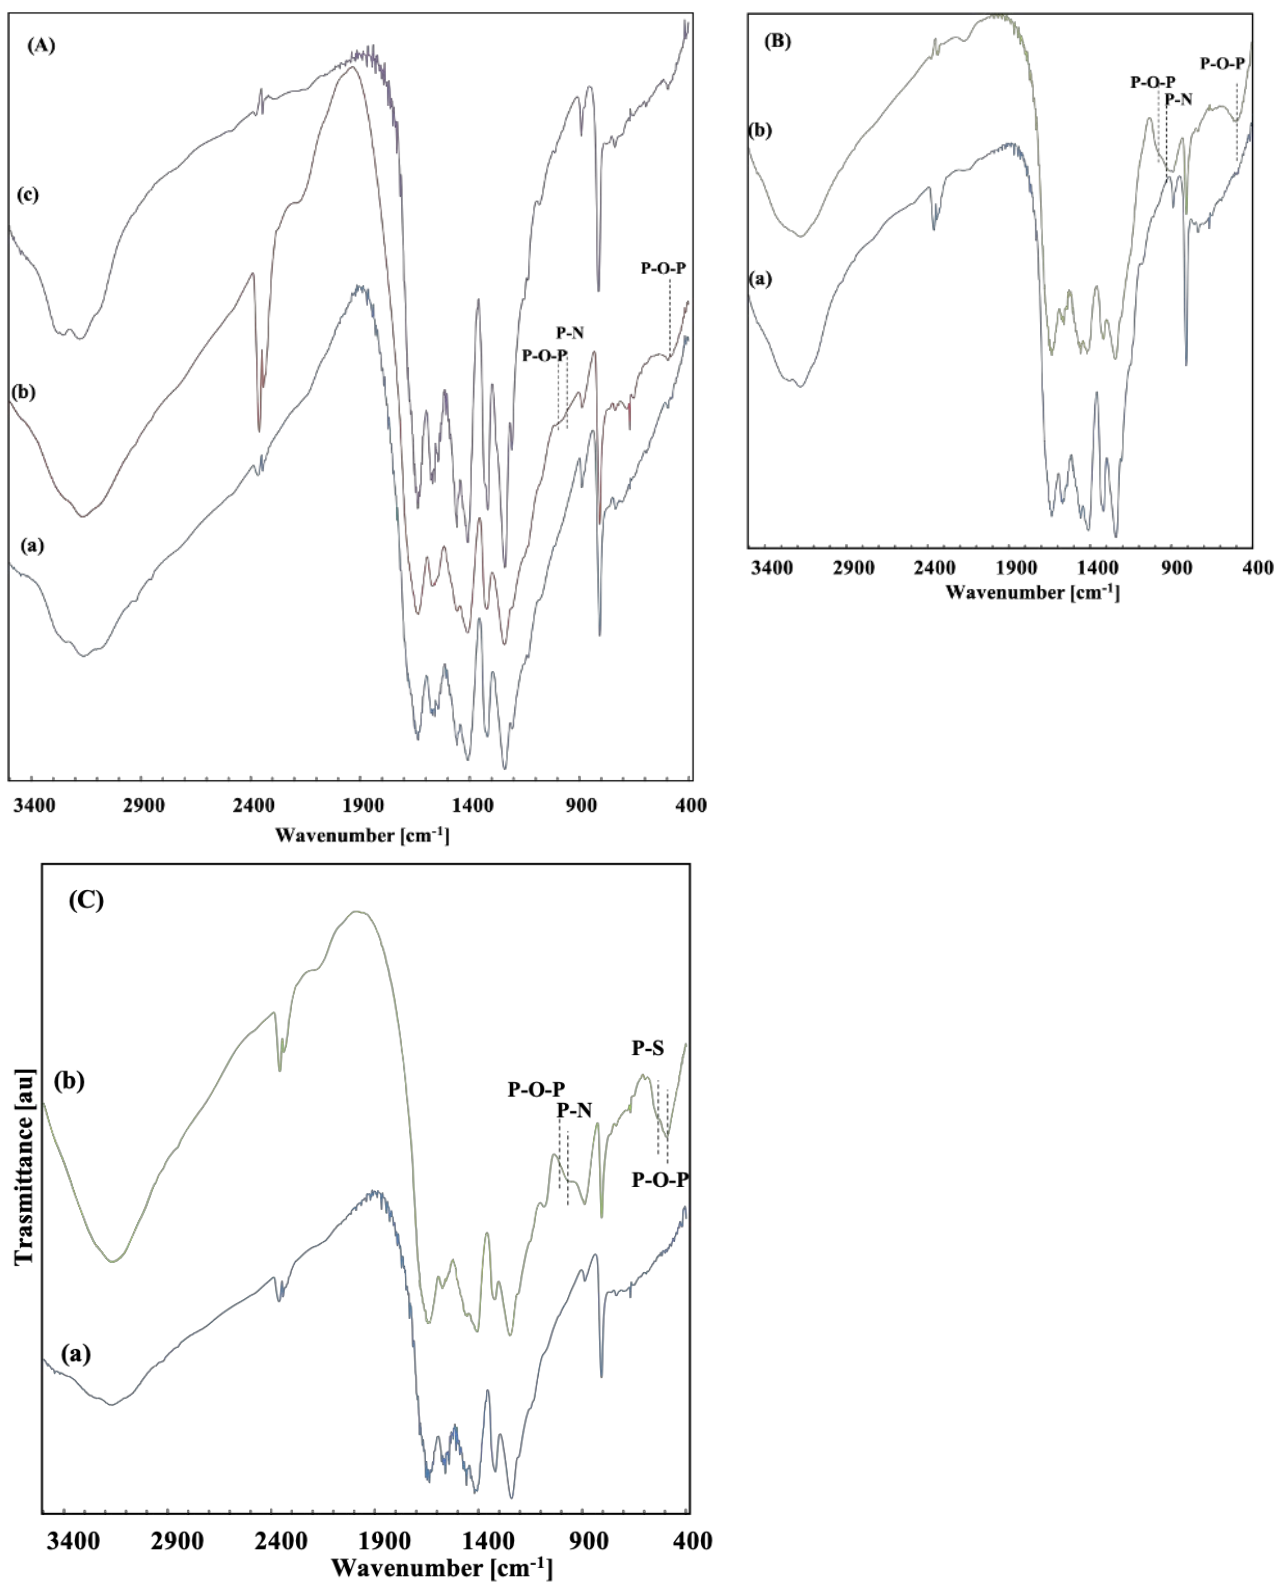 (A)
(c)
P-O-P
P-N
P-O-P
(b)
(a)
3400 2900 2400 1900 1400 900 400
Wavenumber [cm⁻¹]
(B)
P-O-P
P-O-P
P-N
(b)
(a)
3400 2900 2400 1900 1400 900 400
Wavenumber [cm⁻¹]
(C)
P-S
(b)
P-O-P
P-N
P-O-P
Trasmittance [au]
(a)
3400 2900 2400 1900 1400 900 400
Wavenumber [cm⁻¹]